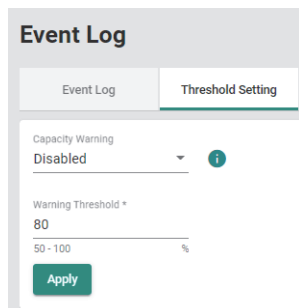 Event Log
Event Log
Threshold Setting
Capacity Warning
Disabled
i
Warning Threshold *
80
50 - 100 %
Apply